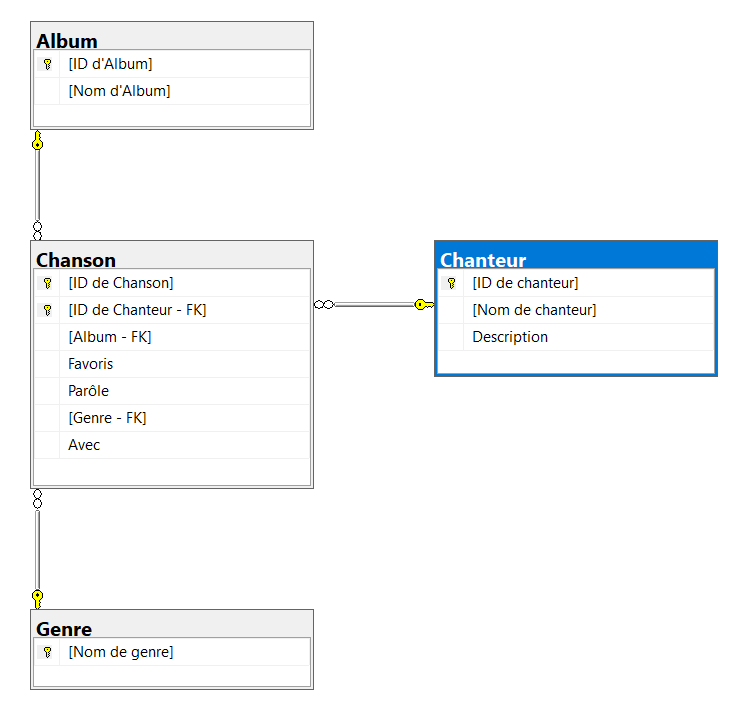 Album
[ID d'Album]
[Nom d'Album]
Chanson
[ID de Chanson]
[ID de Chanteur - FK]
[Album - FK]
Favoris
Parôle
[Genre - FK]
Avec
Chanteur
[ID de chanteur]
[Nom de chanteur]
Description
Genre
[Nom de genre]